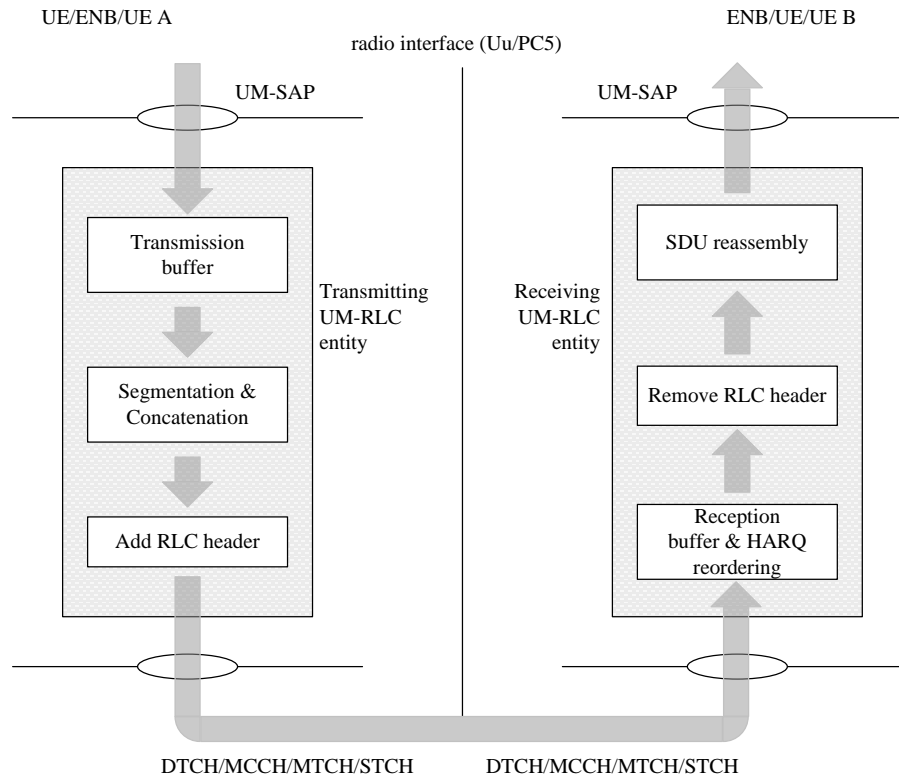 UE/ENB/UE A
ENB/UE/UE B
radio interface (Uu/PC5)
UM-SAP
UM-SAP
Transmission
buffer
Transmitting
UM-RLC
entity
Segmentation &
Concatenation
Add RLC header
Receiving
UM-RLC
entity
SDU reassembly
Remove RLC header
Reception
buffer & HARQ
reordering
DTCH/MCCH/MTCH/STCH
DTCH/MCCH/MTCH/STCH